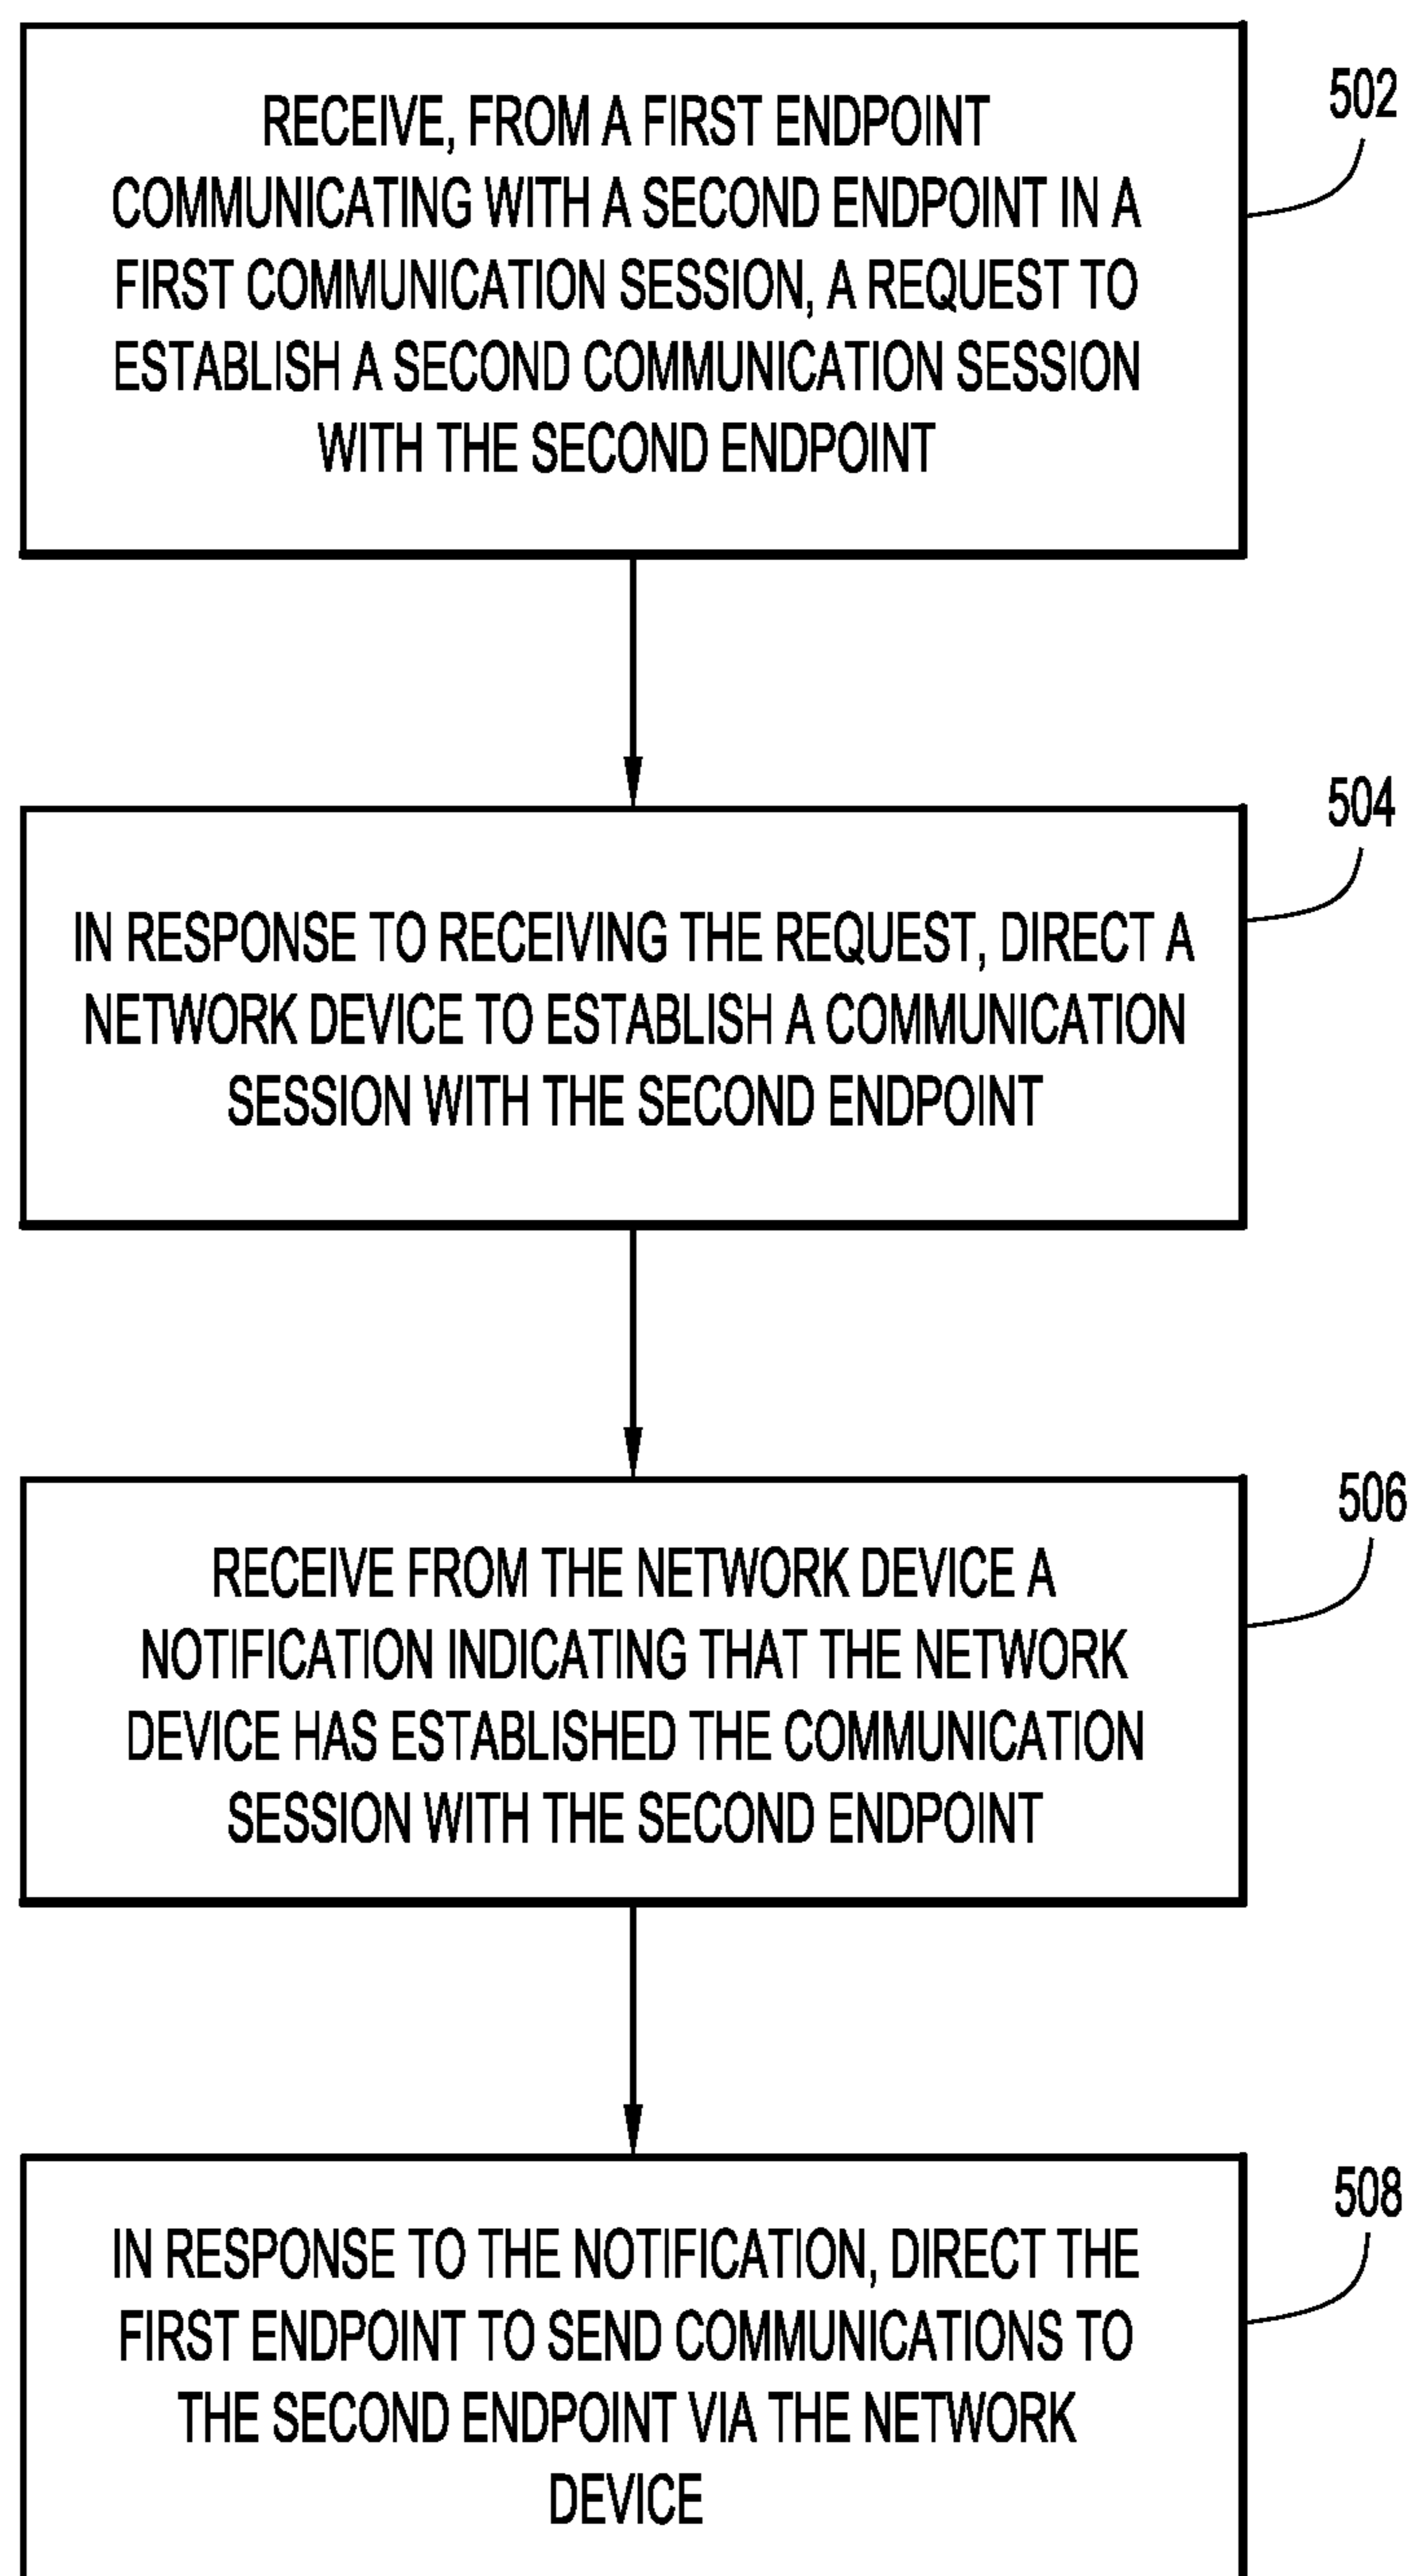 RECEIVE, FROM A FIRST ENDPOINT
COMMUNICATING WITH A SECOND ENDPOINT IN A
FIRST COMMUNICATION SESSION, A REQUEST TO
ESTABLISH A SECOND COMMUNICATION SESSION
WITH THE SECOND ENDPOINT
502
IN RESPONSE TO RECEIVING THE REQUEST, DIRECT A
NETWORK DEVICE TO ESTABLISH A COMMUNICATION
SESSION WITH THE SECOND ENDPOINT
504
RECEIVE FROM THE NETWORK DEVICE A
NOTIFICATION INDICATING THAT THE NETWORK
DEVICE HAS ESTABLISHED THE COMMUNICATION
SESSION WITH THE SECOND ENDPOINT
506
IN RESPONSE TO THE NOTIFICATION, DIRECT THE
FIRST ENDPOINT TO SEND COMMUNICATIONS TO
THE SECOND ENDPOINT VIA THE NETWORK
DEVICE
508